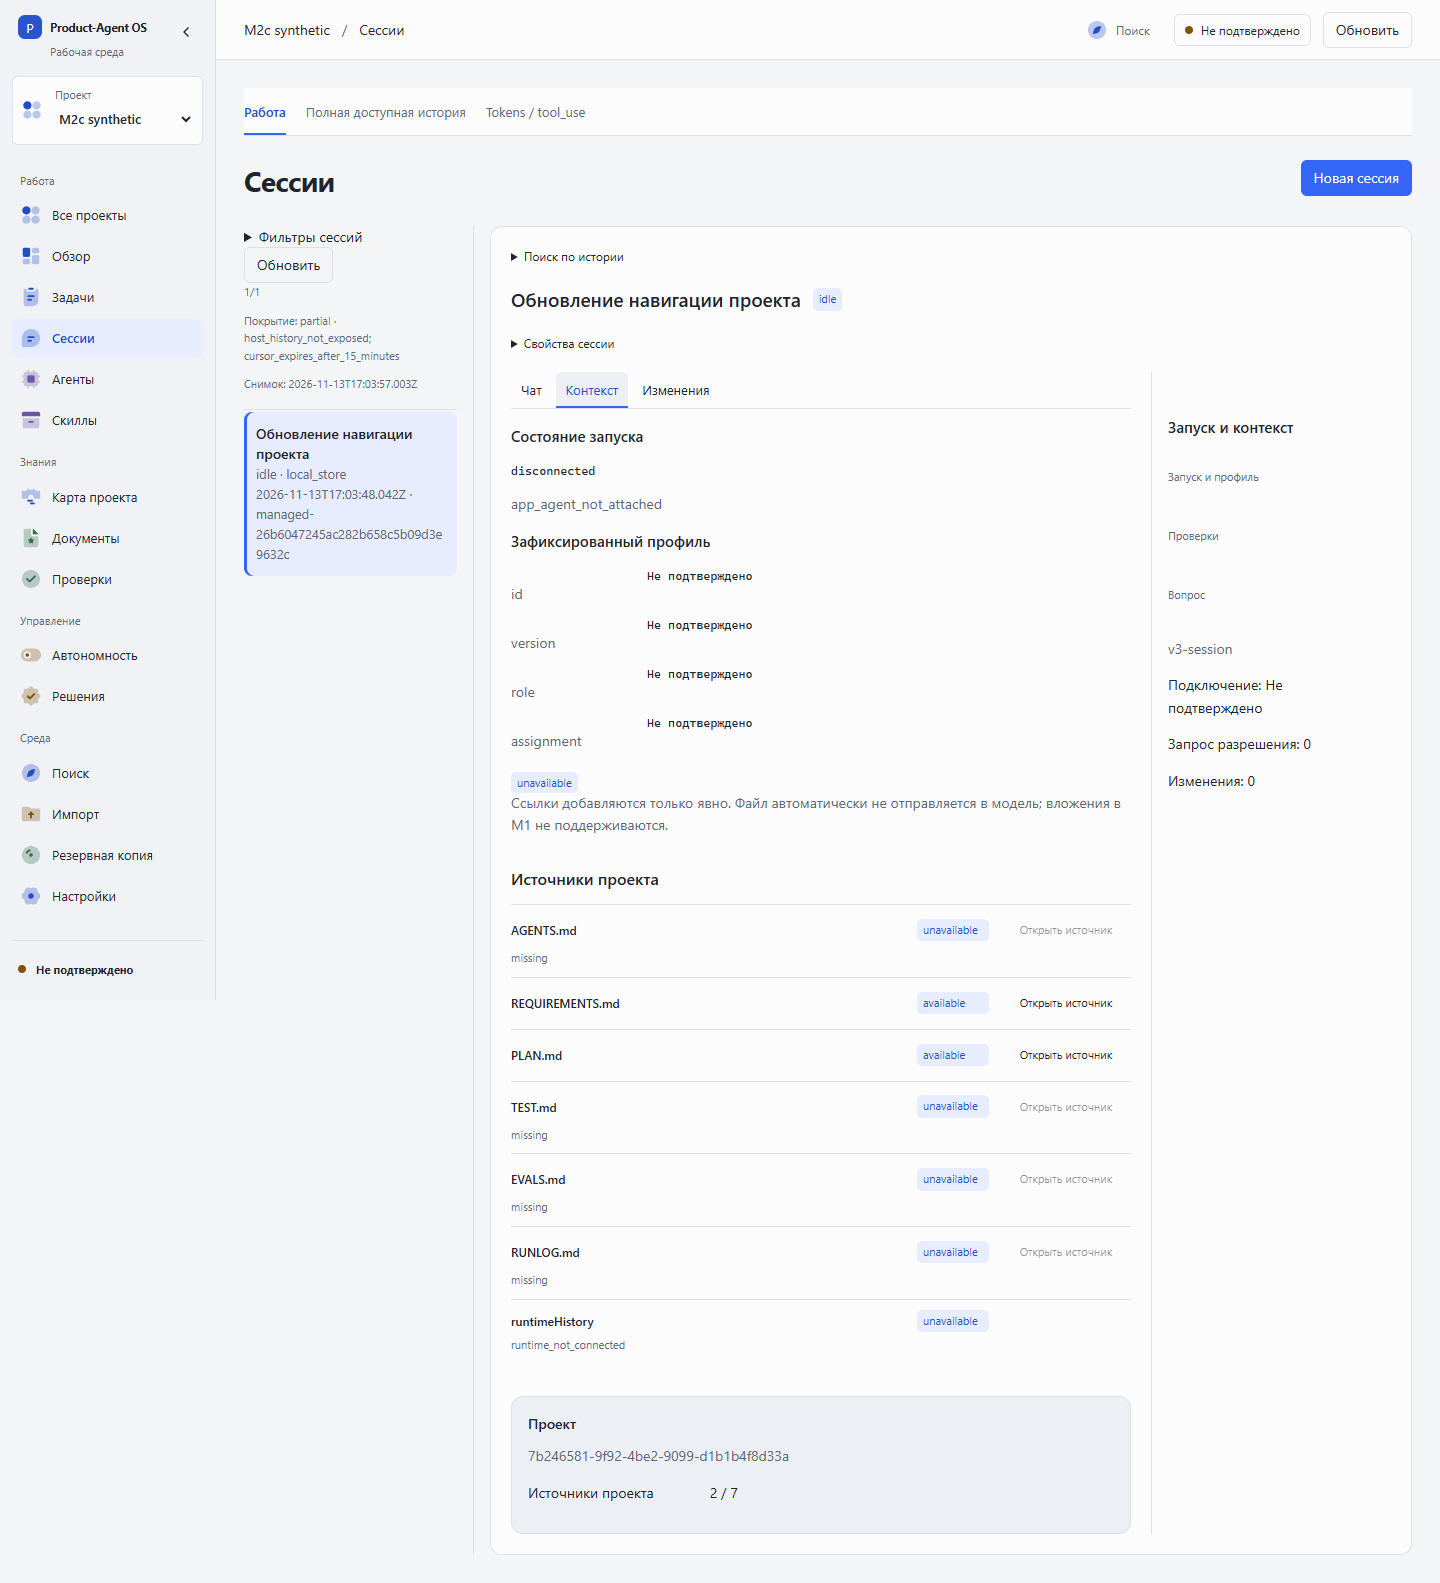 P
Product-Agent OS
Рабочая среда
Проект
M2c synthetic
Работа
Все проекты
Обзор
Задачи
Сессии
Агенты
Скиллы
Знания
Карта проекта
Документы
Проверки
Управление
Автономность
Решения
Среда
Поиск
Импорт
Резервная копия
Настройки
Не подтверждено
M2c synthetic / Сессии
Поиск
Не подтверждено
Обновить
Работа
Полная доступная история
Tokens / tool_use
Сессии
Новая сессия
Фильтры сессий
Обновить
1/1
Покрытие: partial ·
host_history_not_exposed;
cursor_expires_after_15_minutes
Снимок: 2026-11-13T17:03:57.003Z
Обновление навигации
проекта
idle · local_store
2026-11-13T17:03:48.042Z ·
managed-
26b6047245ac282b658c5b09d3e
9632c
Поиск по истории
Обновление навигации проекта
idle
Свойства сессии
Чат
Контекст
Изменения
Состояние запуска
disconnected
app_agent_not_attached
Зафиксированный профиль
Не подтверждено
id
Не подтверждено
version
Не подтверждено
role
Не подтверждено
assignment
unavailable
Ссылки добавляются только явно. Файл автоматически не отправляется в модель; вложения в
M1 не поддерживаются.
Источники проекта
AGENTS.md
unavailable
Открыть источник
missing
REQUIREMENTS.md
available
Открыть источник
PLAN.md
available
Открыть источник
TEST.md
unavailable
Открыть источник
missing
EVALS.md
unavailable
Открыть источник
missing
RUNLOG.md
unavailable
Открыть источник
missing
runtimeHistory
unavailable
runtime_not_connected
Проект
7b246581-9f92-4be2-9099-d1b1b4f8d33a
Источники проекта
2 / 7
Запуск и контекст
Запуск и профиль
Проверки
Вопрос
v3-session
Подключение: Не
подтверждено
Запрос разрешения: 0
Изменения: 0